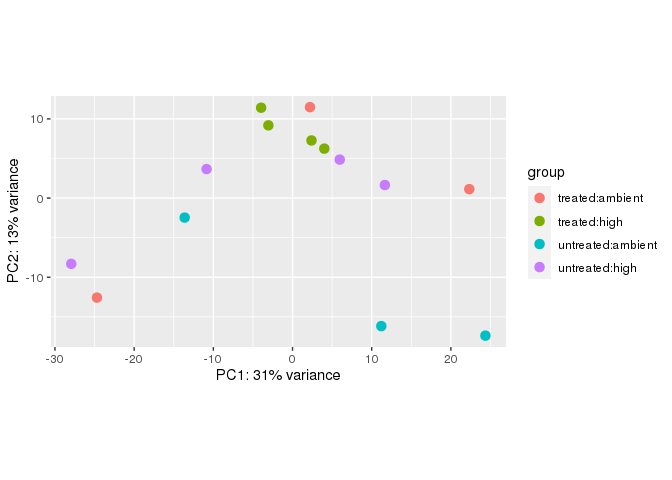 10
0
-10
-30
-20
-10
0
10
20
PC1: 31% variance
PC2: 13% variance
group
treated:ambient
treated:high
untreated:ambient
untreated:high